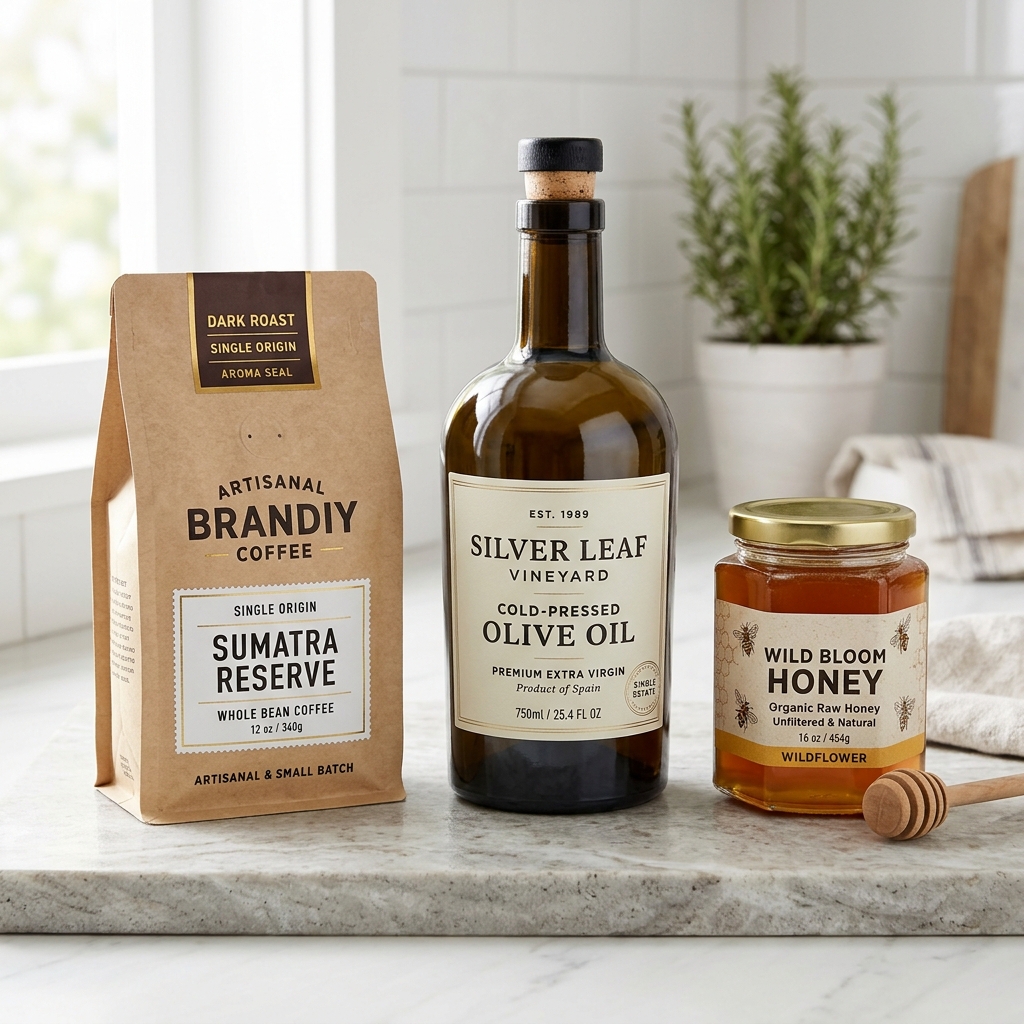 DARK ROAST
SINGLE ORIGIN
AROMA SEAL
ARTISANAL
BRANDIY
COFFEE
SINGLE ORIGIN
SUMATRA
RESERVE
WHOLE BEAN COFFEE
12 oz / 340g
ARTISANAL & SMALL BATCH
EST. 1989
SILVER LEAF
VINEYARD
COLD-PRESSED
OLIVE OIL
PREMIUM EXTRA VIRGIN
Product of Spain
750ml / 25.4 FL OZ
WILD BLOOM
HONEY
Organic Raw Honey
Unfiltered & Natural
16 oz / 454g
WILDFLOWER